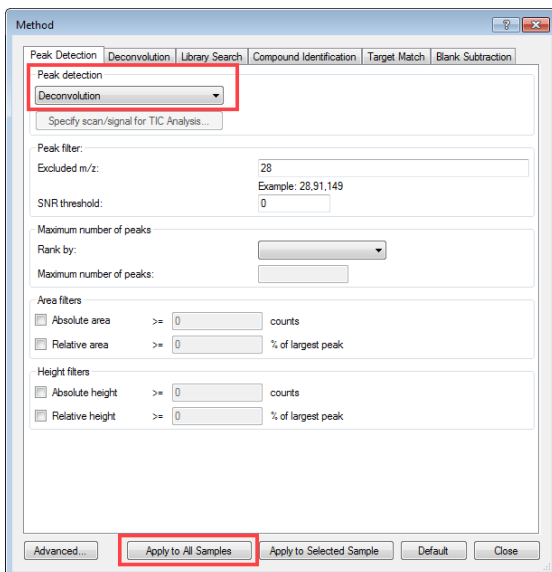 Method
Peak Detection Deconvolution Library Search Compound Identification Target Match Blank Subtraction
Peak detection
Deconvolution
Specify scan/signal for TIC Analysis...
Peak filter:
Excluded m/z: 28
Example: 28,91,149
SNR threshold: 0
Maximum number of peaks
Rank by:
Maximum number of peaks:
Area filters
Absolute area >= 0 counts
Relative area >= 0 % of largest peak
Height filters
Absolute height >= 0 counts
Relative height >= 0 % of largest peak
Advanced... Apply to All Samples Apply to Selected Sample Default Close